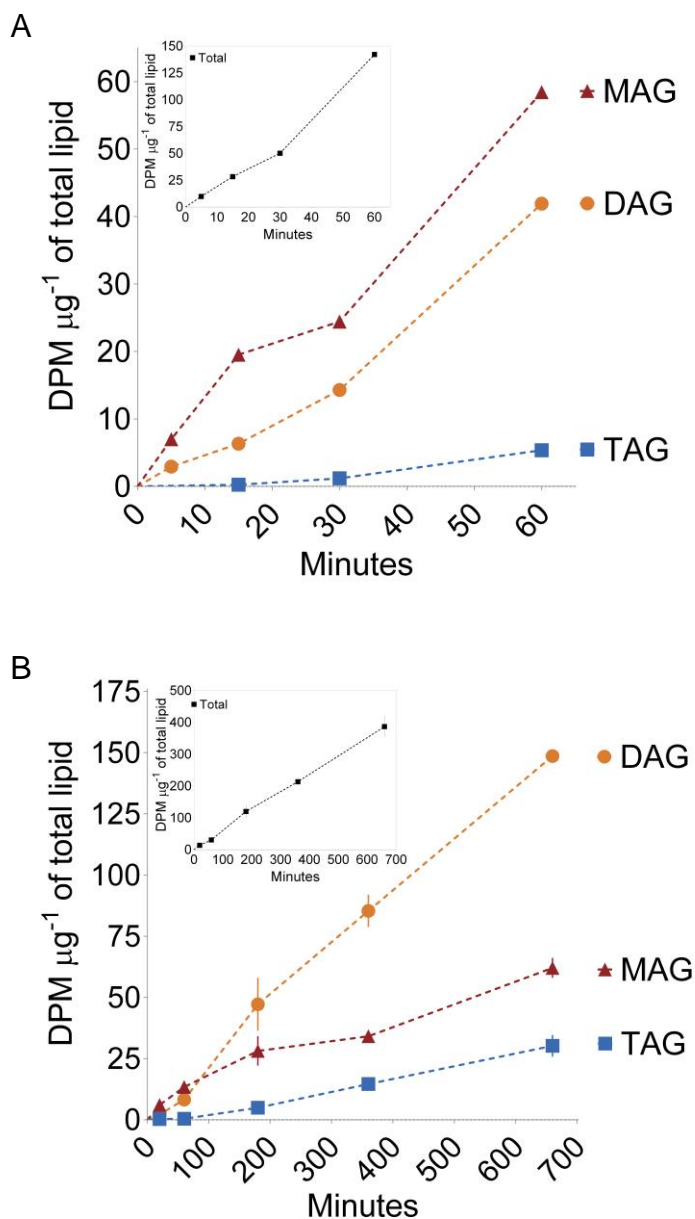 A
DPM μg⁻¹ of total lipid
60
50
40
30
20
10
0
0
10
20
30
40
50
60
Minutes
MAG
DAG
TAG
DPM μg⁻¹ of total lipid
150
125
100
75
50
25
0
Total
0 10 20 30 40 50 60
Minutes
B
DPM μg⁻¹ of total lipid
175
150
125
100
75
50
25
0
0
100
200
300
400
500
600
700
Minutes
DAG
MAG
TAG
DPM μg⁻¹ of total lipid
500
400
300
200
100
0
Total
0 100 200 300 400 500 600 700
Minutes